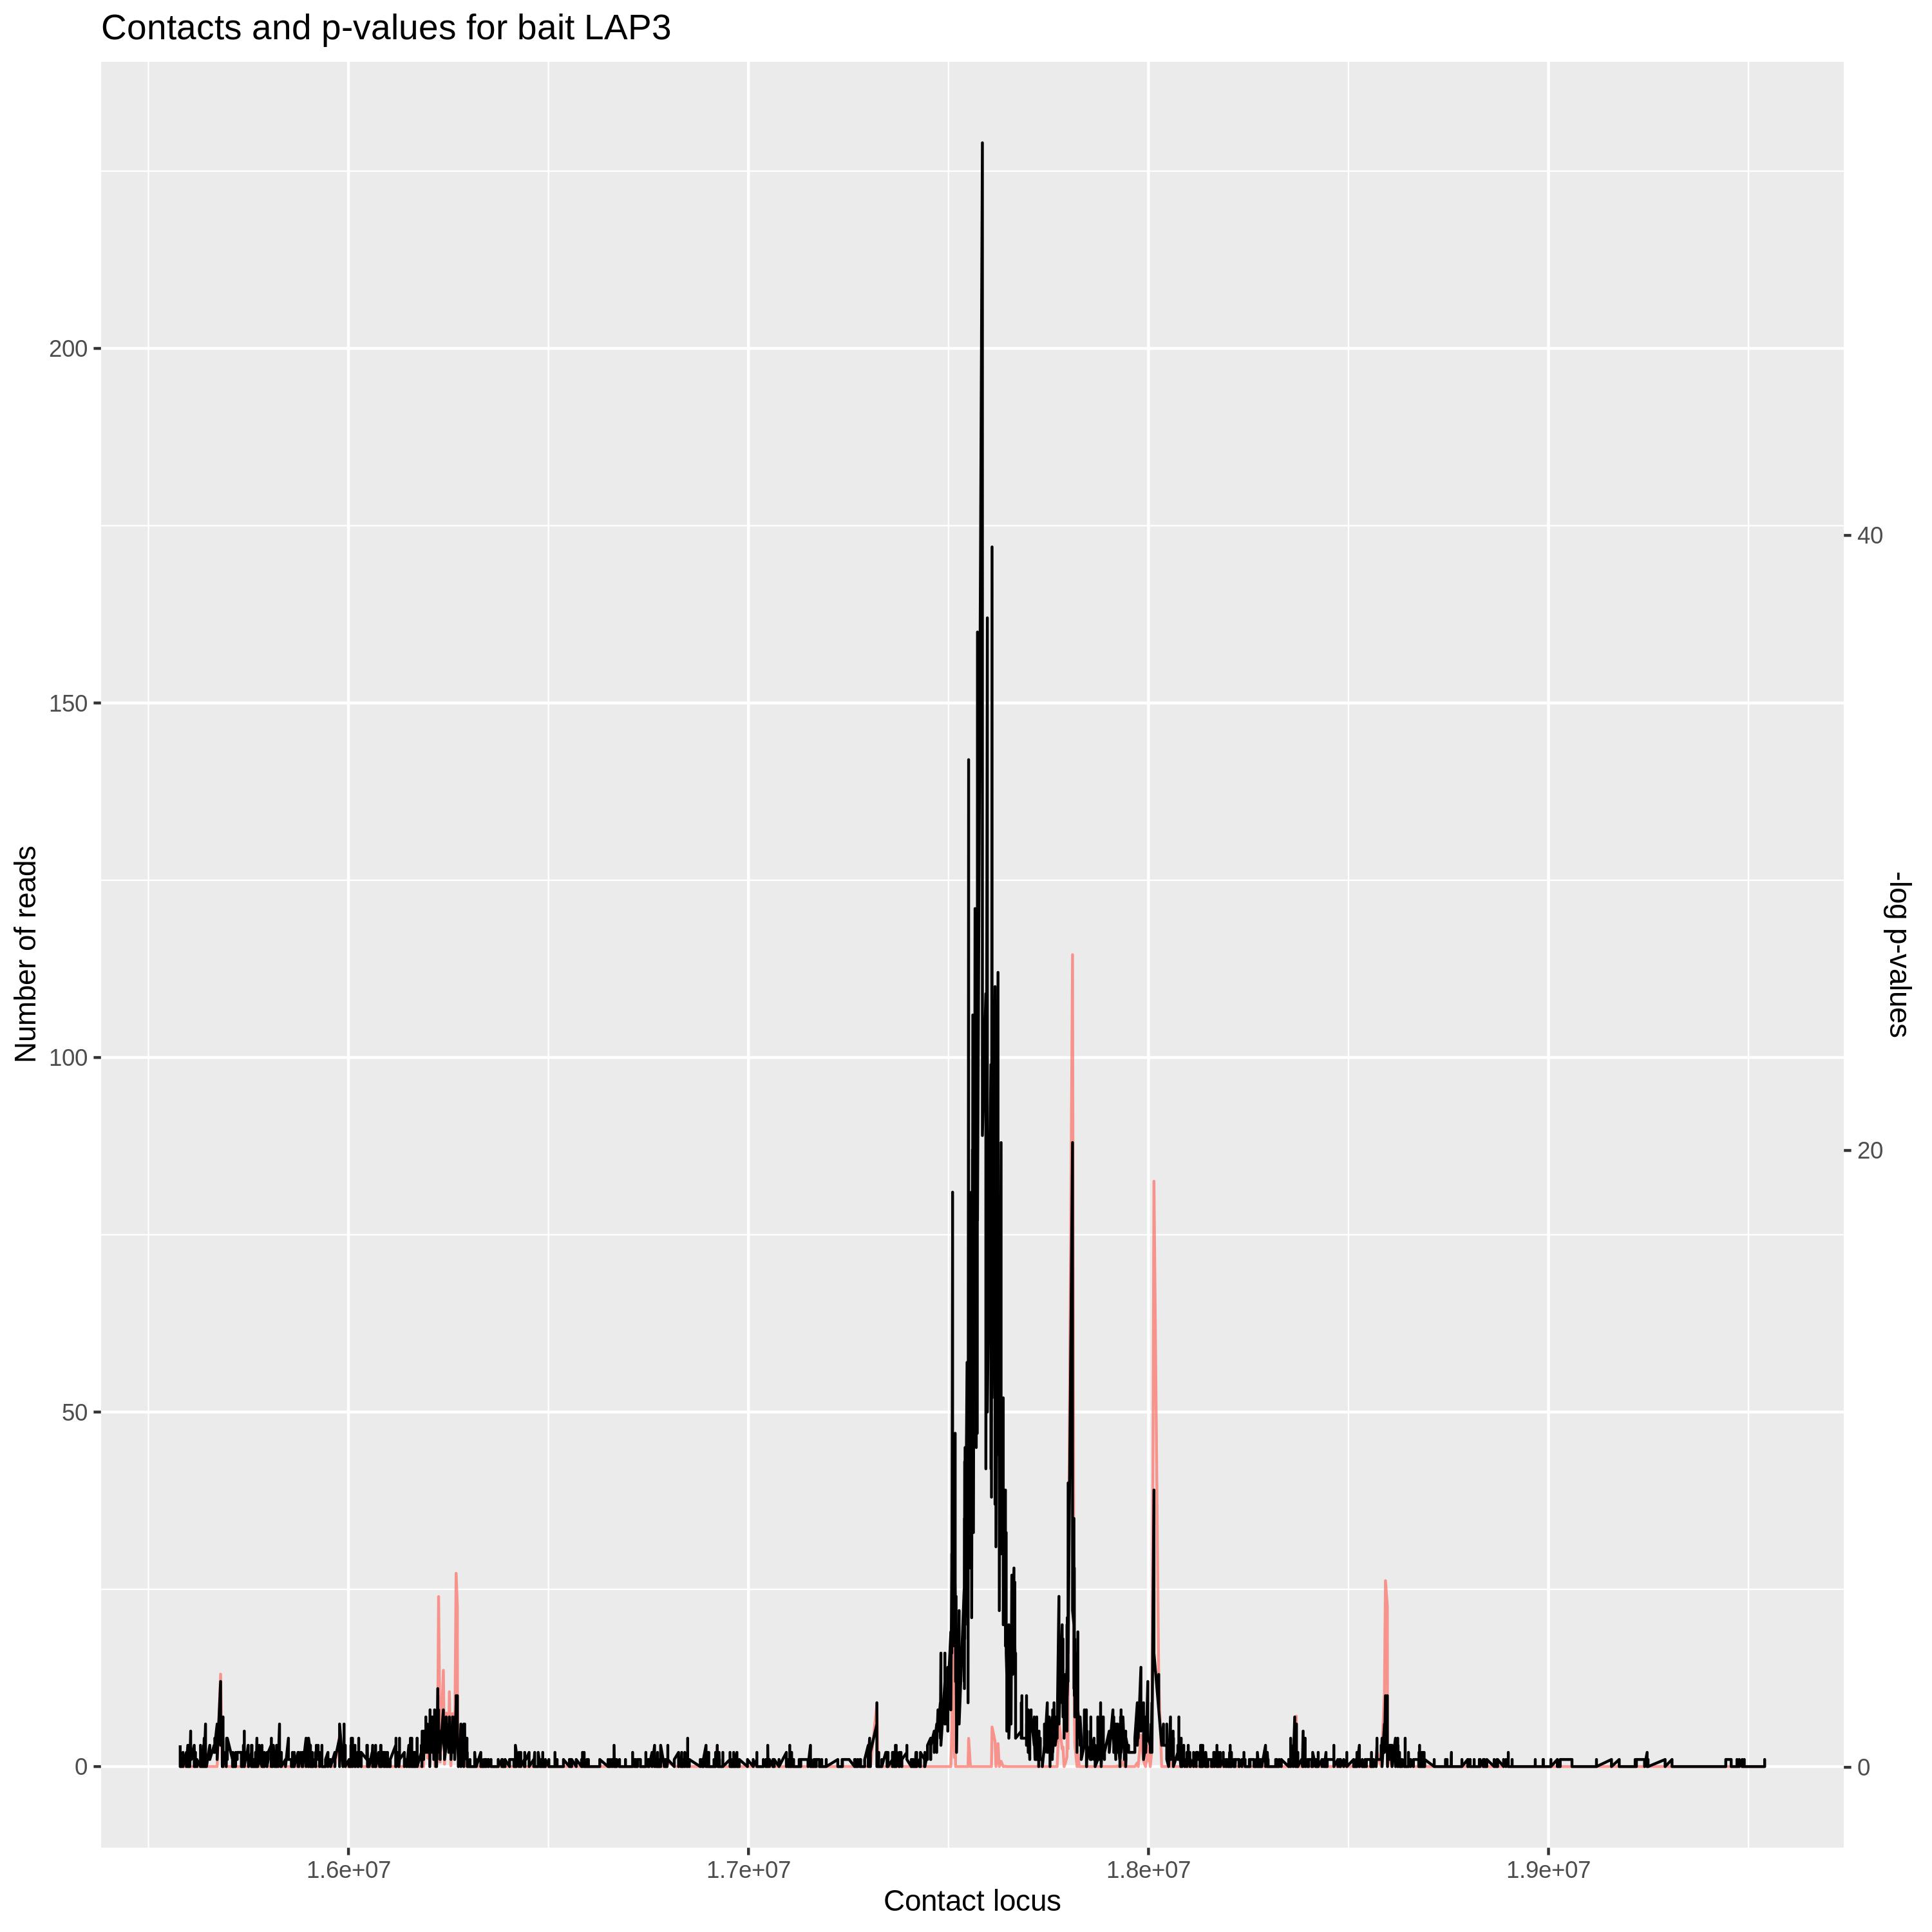 Contacts and p-values for bait LAP3
200
150
100
50
0
Number of reads
40
20
0
-log p-values
1.6e+07
1.7e+07
1.8e+07
1.9e+07
Contact locus